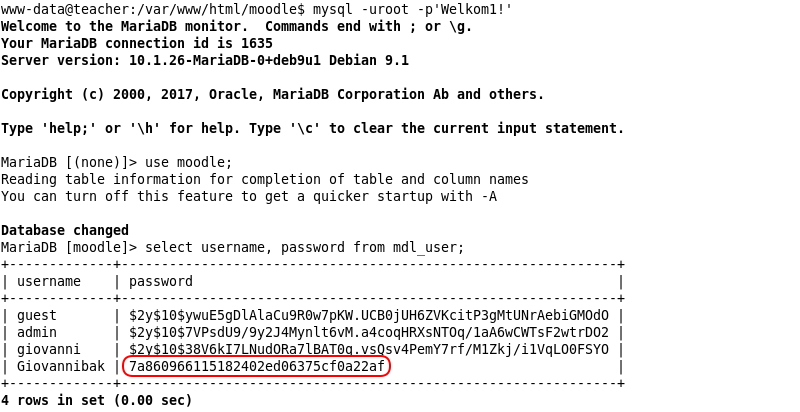 www-data@teacher:/var/www/html/moodle$ mysql -uroot -p'Welkom1!'
Welcome to the MariaDB monitor.  Commands end with ; or \g.
Your MariaDB connection id is 1635
Server version: 10.1.26-MariaDB-0+deb9u1 Debian 9.1

Copyright (c) 2000, 2017, Oracle, MariaDB Corporation Ab and others.

Type 'help;' or '\h' for help. Type '\c' to clear the current input statement.

MariaDB [(none)]> use moodle;
Reading table information for completion of table and column names
You can turn off this feature to get a quicker startup with -A

Database changed
MariaDB [moodle]> select username, password from mdl_user;
+-------------+--------------------------------------------------------------+
| username    | password                                                     |
+-------------+--------------------------------------------------------------+
| guest       | $2y$10$ywuE5gDlAlaCu9R0w7pKW.UCB0jUH6ZVKcitP3gMtUNrAebiGMOdO |
| admin       | $2y$10$7VPsdU9/9y2J4Mynlt6vM.a4coqHRXsNTOq/1aA6wCWTsF2wtrDO2 |
| giovanni    | $2y$10$38V6kI7LNudORa7lBAT0q.vsQsv4PemY7rf/M1Zkj/i1VqLO0FSYO |
| Giovannibak | 7a860966115182402ed06375cf0a22af                             |
+-------------+--------------------------------------------------------------+
4 rows in set (0.00 sec)